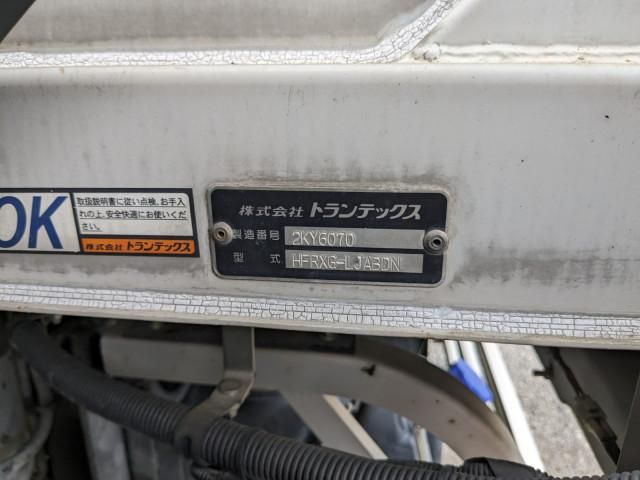 OK
取扱説明書に従い点検、お手入
れの上、安全快適にお使いくだ
さい。
株式会社 トランテックス
株式会社 トランテックス
製造番号 2KY6070
型式 HFRXG-LJABDN